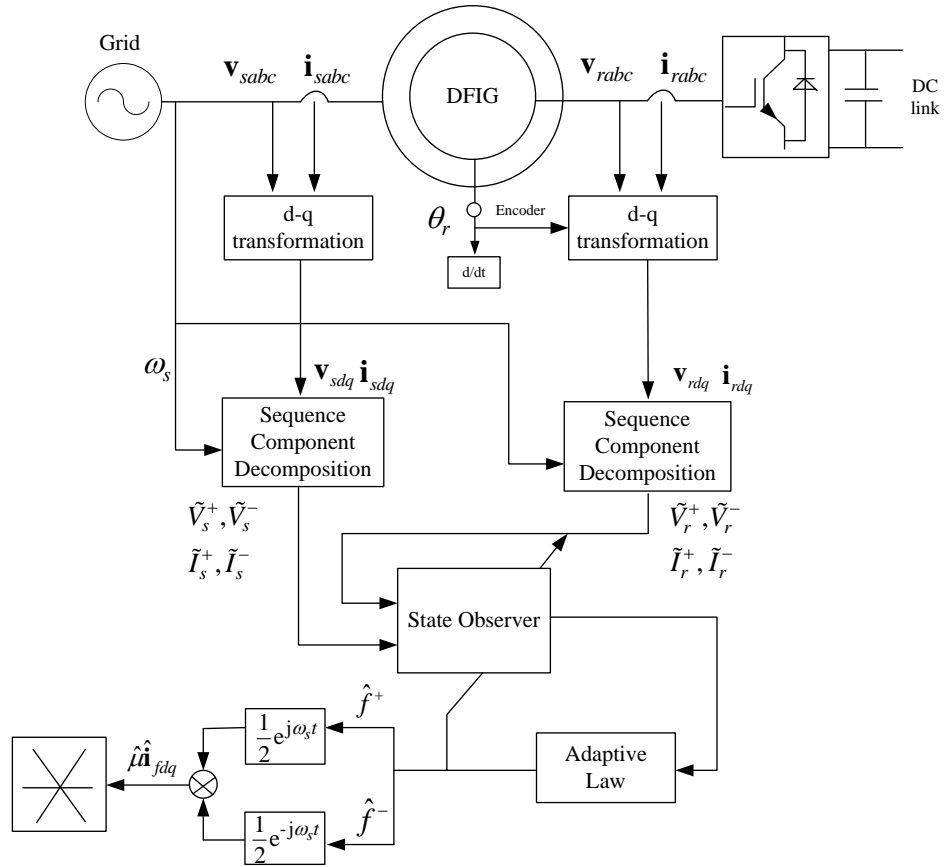 Grid
v_sabc i_sabc
DFIG
v_rabc i_rabc
DC
link
d-q
transformation
θ_r
Encoder
d-q
transformation
d/dt
ω_s
v_sdq i_sdq
v_rdq i_rdq
Sequence
Component
Decomposition
Sequence
Component
Decomposition
Ṽ_s^+, Ṽ_s^-
Ĩ_s^+, Ĩ_s^-
Ṽ_r^+, Ṽ_r^-
Ĩ_r^+, Ĩ_r^-
State Observer
f̂^+
1/2 e^{jω_s t}
μ̂î_fdq
Adaptive
Law
f̂^-
1/2 e^{-jω_s t}